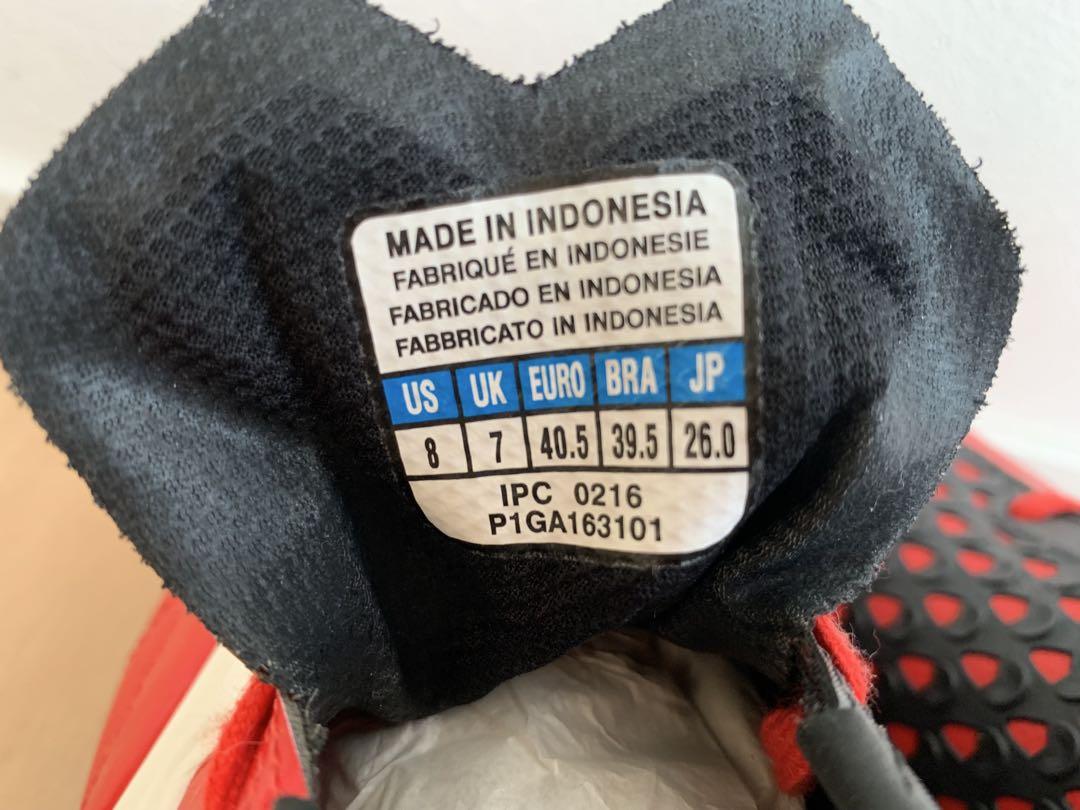 MADE IN INDONESIA
FABRIQUÉ EN INDONESIE
FABRICADO EN INDONESIA
FABBRICATO IN INDONESIA
US UK EURO BRA JP
8 7 40.5 39.5 26.0
IPC 0216
P1GA163101